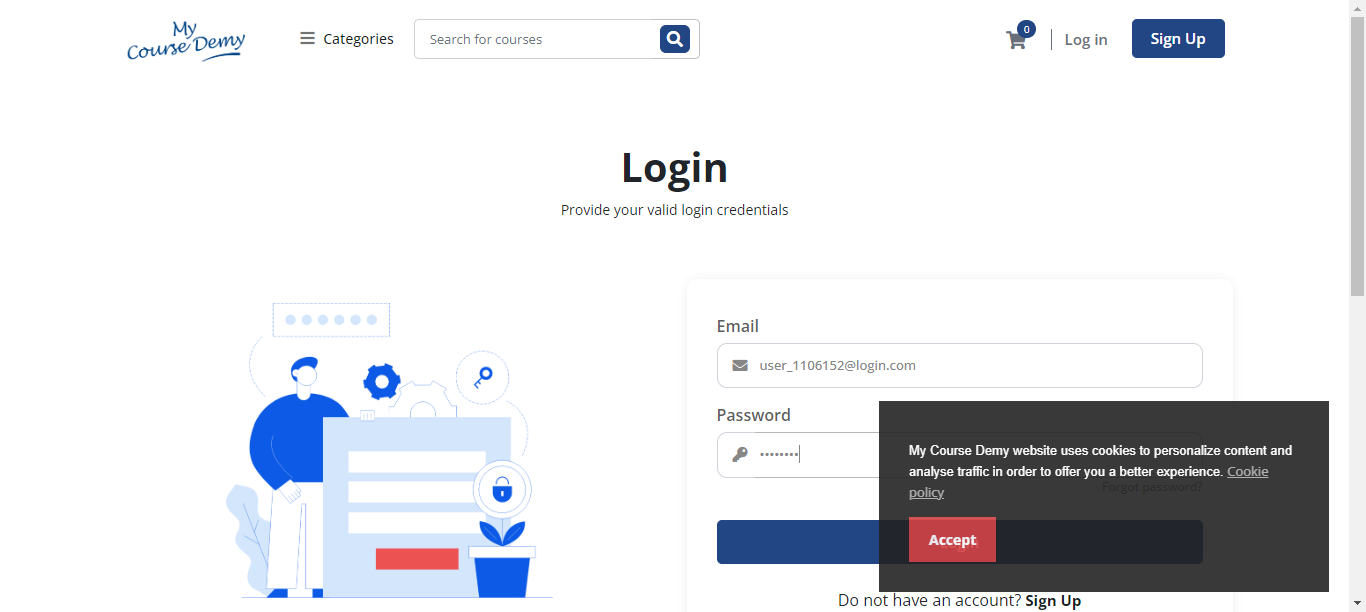 My
Course Demy
Categories
Search for courses
0
Log in
Sign Up
Login
Provide your valid login credentials
Email
user_1106152@login.com
Password
••••••••
My Course Demy website uses cookies to personalize content and
analyse traffic in order to offer you a better experience. Cookie
policy
Forgot password?
Accept
Do not have an account? Sign Up